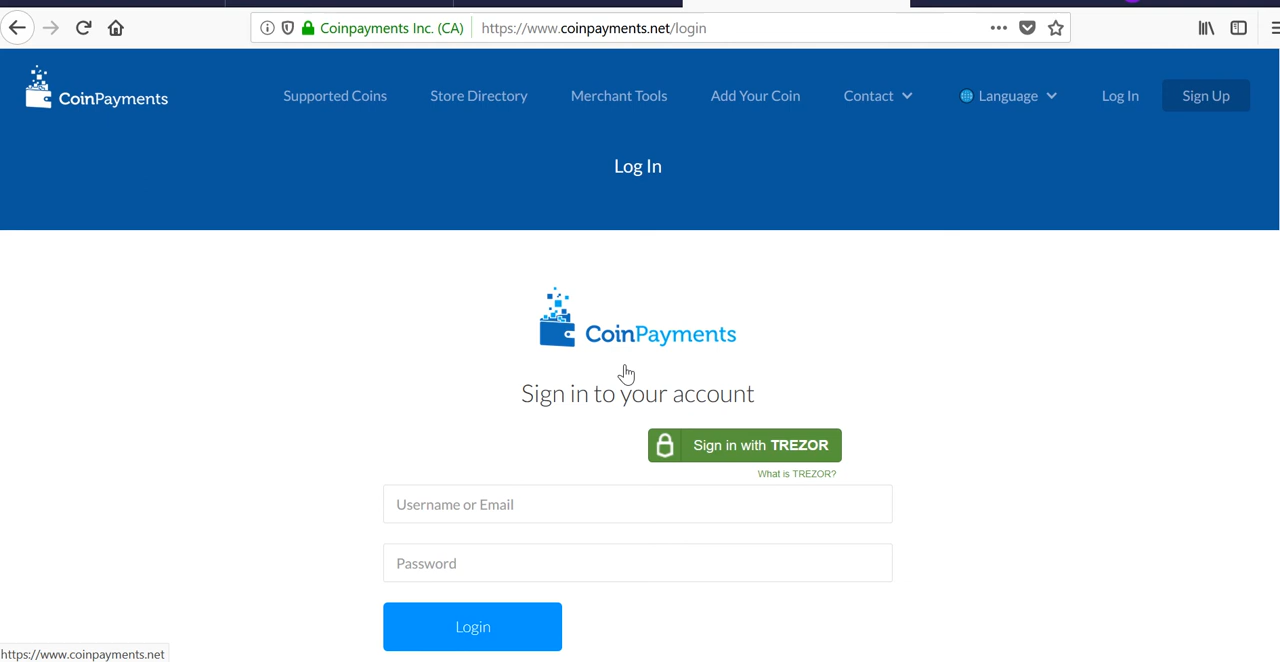 Coinpayments Inc. (CA) https://www.coinpayments.net/login
CoinPayments Supported Coins Store Directory Merchant Tools Add Your Coin Contact Language Log In Sign Up
Log In
CoinPayments
Sign in to your account
Sign in with TREZOR
What is TREZOR?
Username or Email
Password
Login
https://www.coinpayments.net